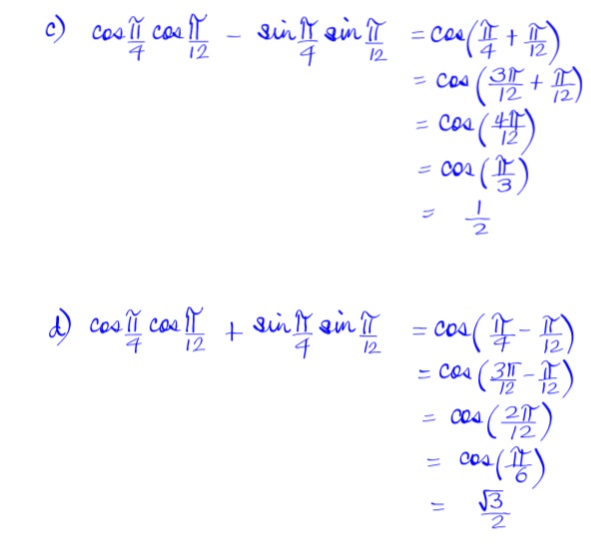 c) cos π/4 cos π/12 − sin π/4 sin π/12 = cos(π/4 + π/12)
= cos(3π/12 + π/12)
= cos(4π/12)
= cos(π/3)
= 1/2
d) cos π/4 cos π/12 + sin π/4 sin π/12 = cos(π/4 − π/12)
= cos(3π/12 − π/12)
= cos(2π/12)
= cos(π/6)
= √3/2